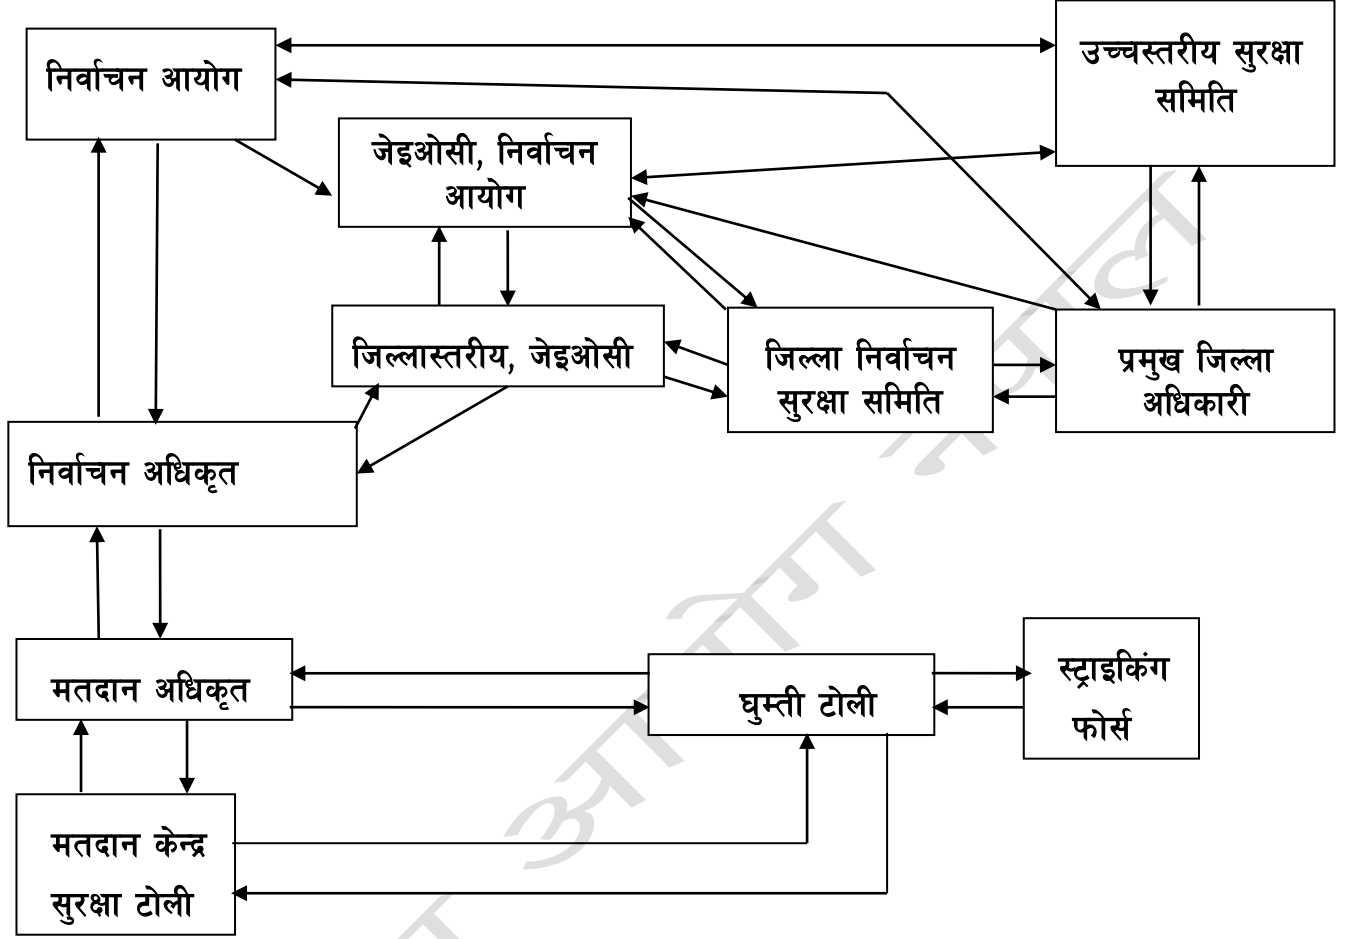 निर्वाचन आयोग
उच्चस्तरीय सुरक्षा
समिति
जेइओसी, निर्वाचन
आयोग
जिल्लास्तरीय, जेइओसी
जिल्ला निर्वाचन
सुरक्षा समिति
प्रमुख जिल्ला
अधिकारी
निर्वाचन अधिकृत
मतदान अधिकृत
घुम्ती टोली
स्ट्राइकिंग
फोर्स
मतदान केन्द्र
सुरक्षा टोली
आयोग नेपाल